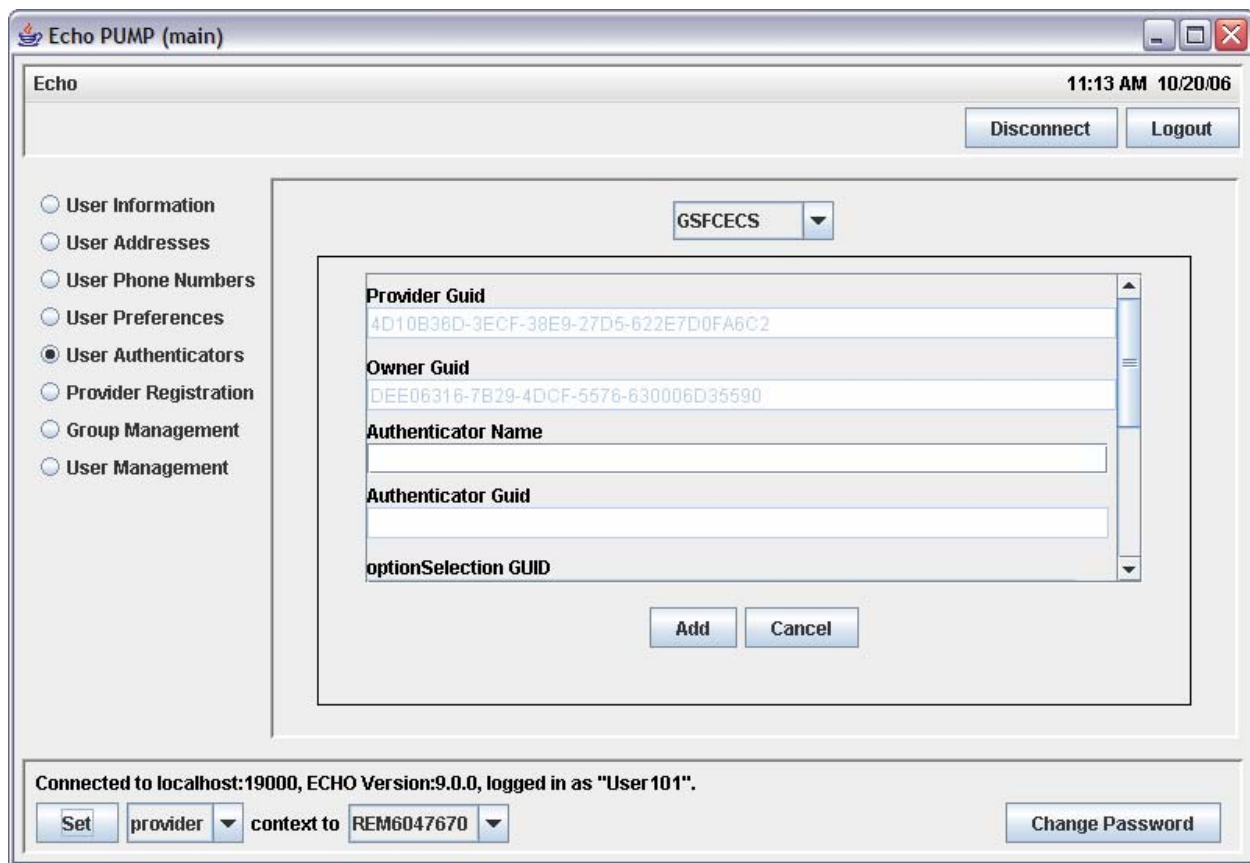 Echo PUMP (main)
Echo 11:13 AM 10/20/06
Disconnect Logout
User Information
User Addresses
User Phone Numbers
User Preferences
User Authenticators
Provider Registration
Group Management
User Management
GSFCECS
Provider Guid
4D10B36D-3ECF-38E9-27D5-622E7D0FA6C2
Owner Guid
DEE06316-7B29-4DCF-5576-630006D35590
Authenticator Name
Authenticator Guid
optionSelection GUID
Add Cancel
Connected to localhost:19000, ECHO Version:9.0.0, logged in as "User101".
Set provider context to REM6047670 Change Password